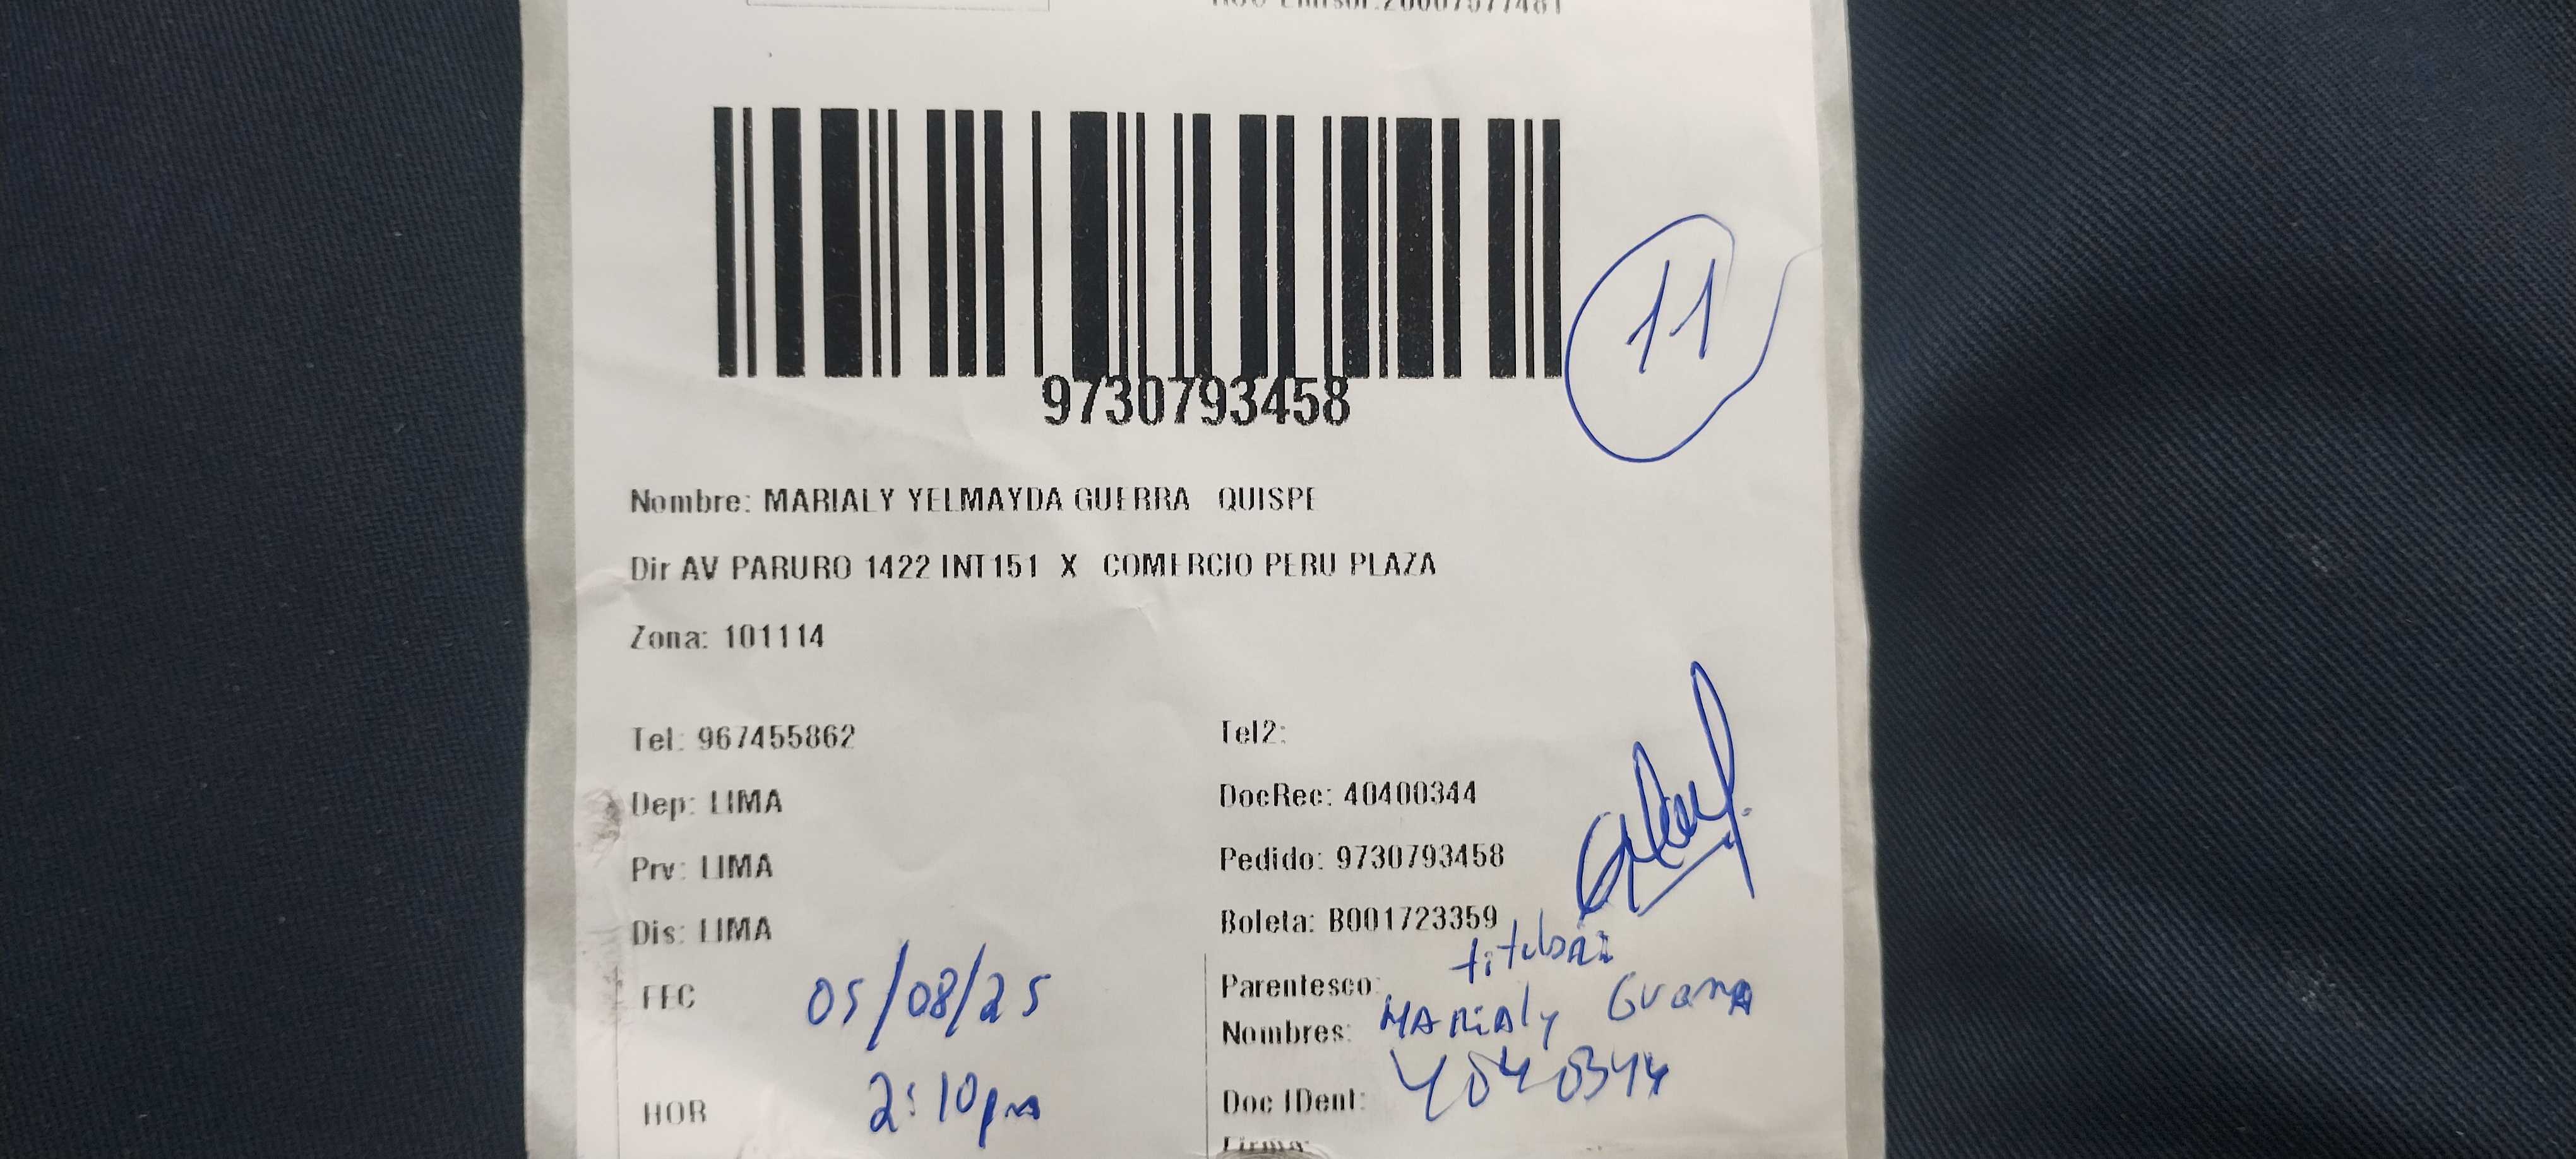 9730793458
11
Nombre: MARIALY YELMAYDA GUERRA QUISPE
Dir AV PARURO 1422 INT151 X COMERCIO PERU PLAZA
Zona: 101114
Tel: 967455862 Tel2:
Dep: LIMA DocRec: 40400344
Prv: LIMA Pedido: 9730793458
Dis: LIMA Boleta: B001723359
titular
FEC 05/08/25 Parentesco:
Nombres: MARIALY
HOR 2:10pm Doc IDent: 40400344
Firma: